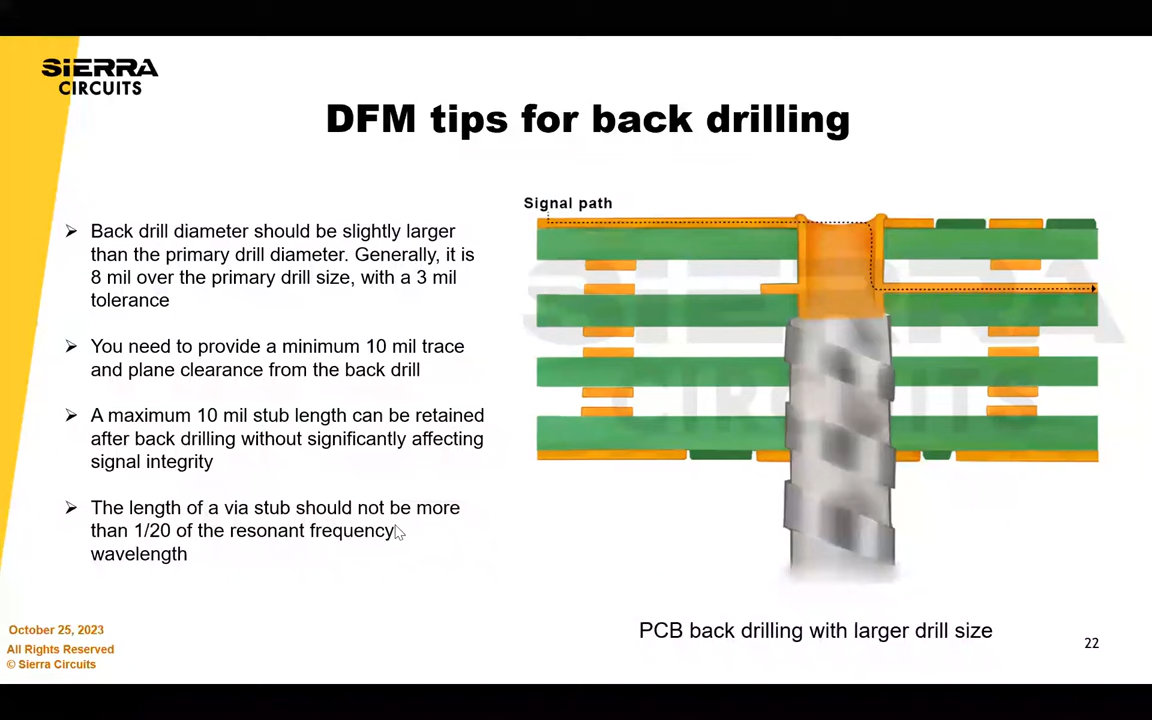 SIERRA
CIRCUITS
DFM tips for back drilling
Back drill diameter should be slightly larger
than the primary drill diameter. Generally, it is
8 mil over the primary drill size, with a 3 mil
tolerance
You need to provide a minimum 10 mil trace
and plane clearance from the back drill
A maximum 10 mil stub length can be retained
after back drilling without significantly affecting
signal integrity
The length of a via stub should not be more
than 1/20 of the resonant frequency
wavelength
Signal path
SIERRA
CIRCUITS
PCB back drilling with larger drill size
October 25, 2023
All Rights Reserved
© Sierra Circuits
22